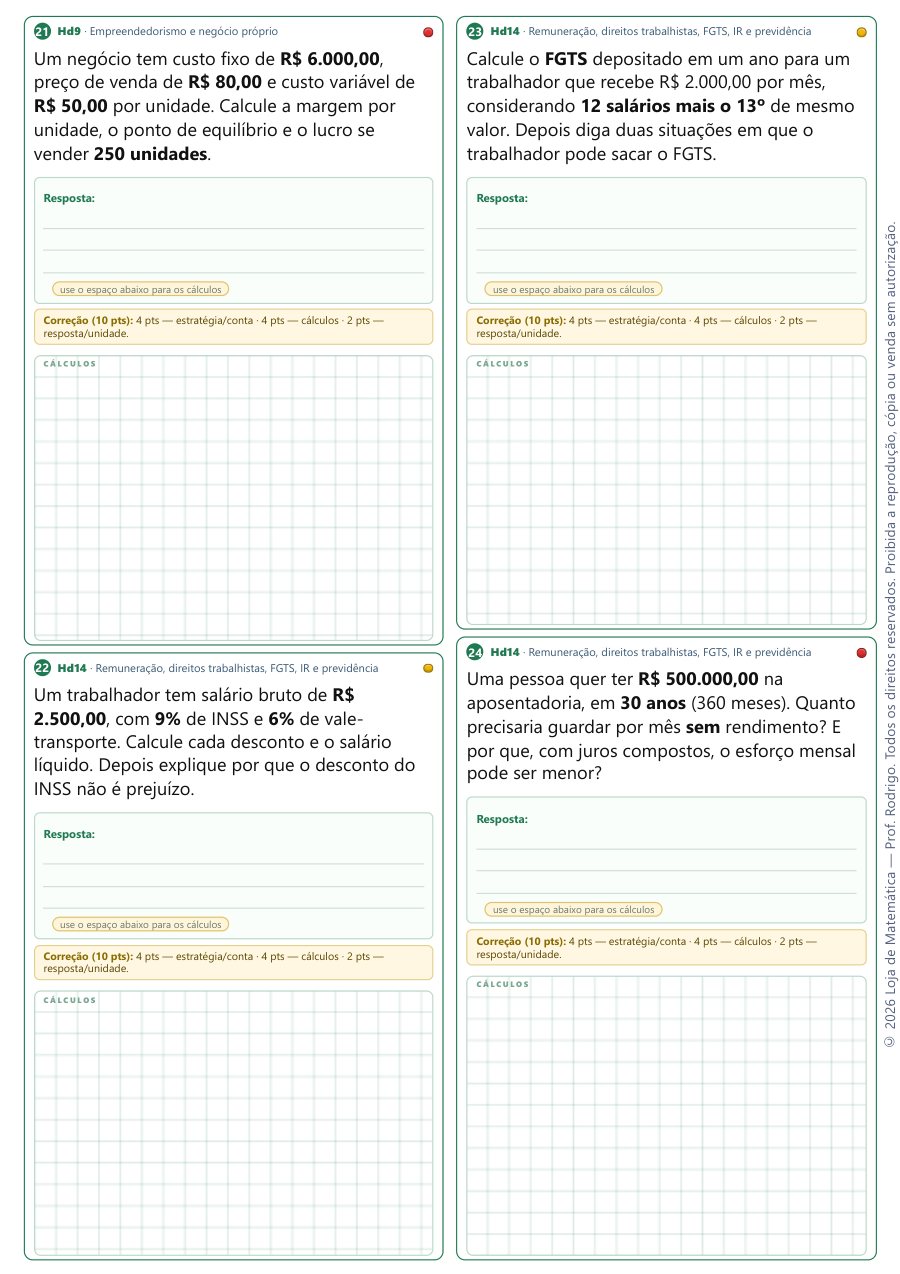 21 Hd9 · Empreendedorismo e negócio próprio
Um negócio tem custo fixo de R$ 6.000,00,
preço de venda de R$ 80,00 e custo variável de
R$ 50,00 por unidade. Calcule a margem por
unidade, o ponto de equilíbrio e o lucro se
vender 250 unidades.
Resposta:
use o espaço abaixo para os cálculos
Correção (10 pts): 4 pts — estratégia/conta · 4 pts — cálculos · 2 pts —
resposta/unidade.
CÁLCULOS
22 Hd14 · Remuneração, direitos trabalhistas, FGTS, IR e previdência
Um trabalhador tem salário bruto de R$
2.500,00, com 9% de INSS e 6% de vale-
transporte. Calcule cada desconto e o salário
líquido. Depois explique por que o desconto do
INSS não é prejuízo.
Resposta:
use o espaço abaixo para os cálculos
Correção (10 pts): 4 pts — estratégia/conta · 4 pts — cálculos · 2 pts —
resposta/unidade.
CÁLCULOS
23 Hd14 · Remuneração, direitos trabalhistas, FGTS, IR e previdência
Calcule o FGTS depositado em um ano para um
trabalhador que recebe R$ 2.000,00 por mês,
considerando 12 salários mais o 13º de mesmo
valor. Depois diga duas situações em que o
trabalhador pode sacar o FGTS.
Resposta:
use o espaço abaixo para os cálculos
Correção (10 pts): 4 pts — estratégia/conta · 4 pts — cálculos · 2 pts —
resposta/unidade.
CÁLCULOS
24 Hd14 · Remuneração, direitos trabalhistas, FGTS, IR e previdência
Uma pessoa quer ter R$ 500.000,00 na
aposentadoria, em 30 anos (360 meses). Quanto
precisaria guardar por mês sem rendimento? E
por que, com juros compostos, o esforço mensal
pode ser menor?
Resposta:
use o espaço abaixo para os cálculos
Correção (10 pts): 4 pts — estratégia/conta · 4 pts — cálculos · 2 pts —
resposta/unidade.
CÁLCULOS
© 2026 Loja de Matemática — Prof. Rodrigo. Todos os direitos reservados. Proibida a reprodução, cópia ou venda sem autorização.